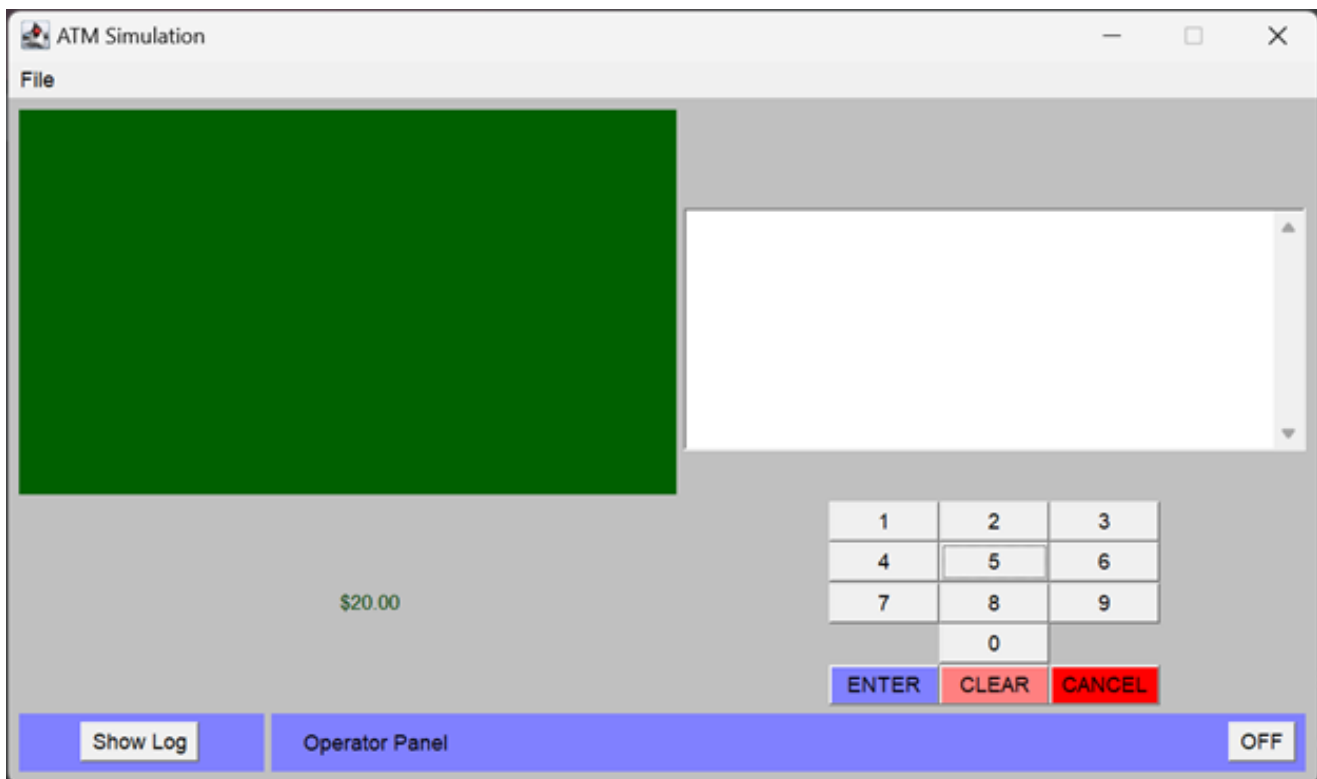 ATM Simulation
File
1 2 3
4 5 6
$20.00
7 8 9
0
ENTER CLEAR CANCEL
Show Log Operator Panel OFF